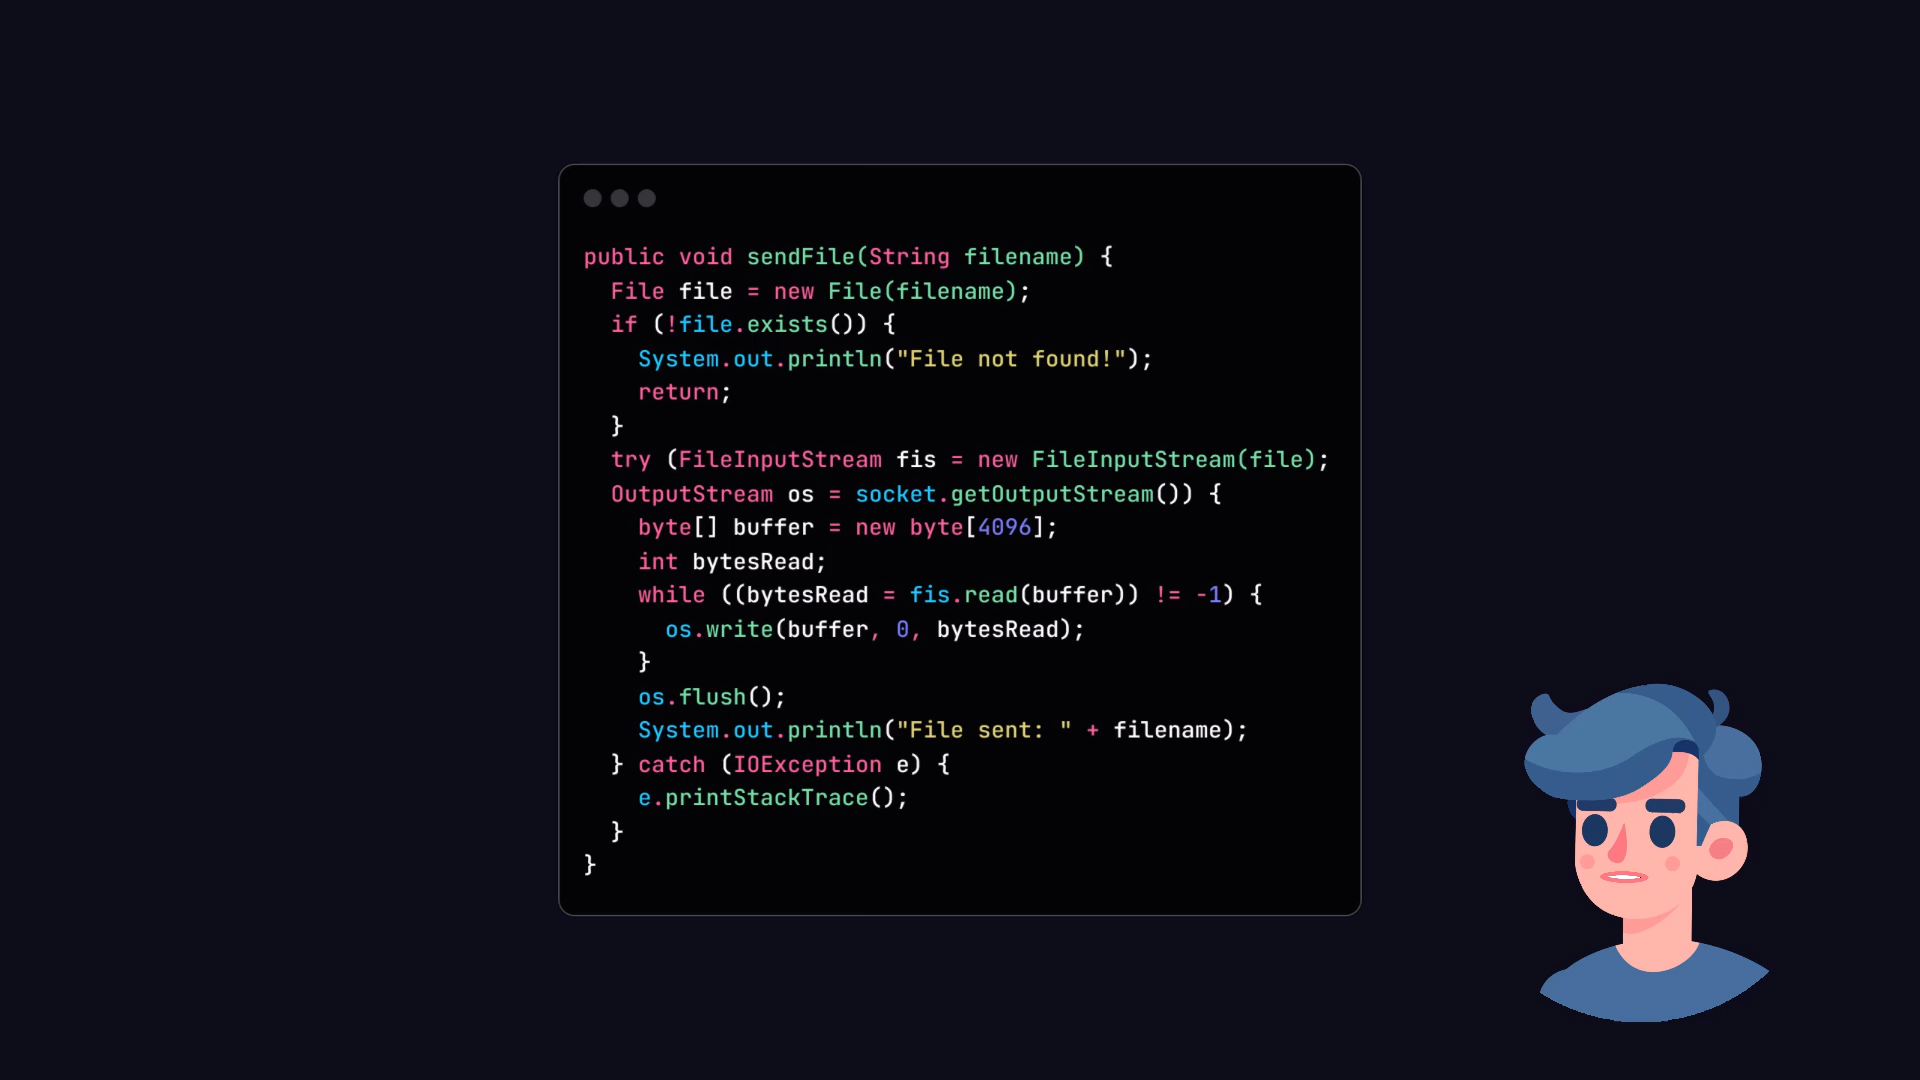 public void sendFile(String filename) {
  File file = new File(filename);
  if (!file.exists()) {
    System.out.println("File not found!");
    return;
  }
  try (FileInputStream fis = new FileInputStream(file);
  OutputStream os = socket.getOutputStream()) {
    byte[] buffer = new byte[4096];
    int bytesRead;
    while ((bytesRead = fis.read(buffer)) != -1) {
      os.write(buffer, 0, bytesRead);
    }
    os.flush();
    System.out.println("File sent: " + filename);
  } catch (IOException e) {
    e.printStackTrace();
  }
}